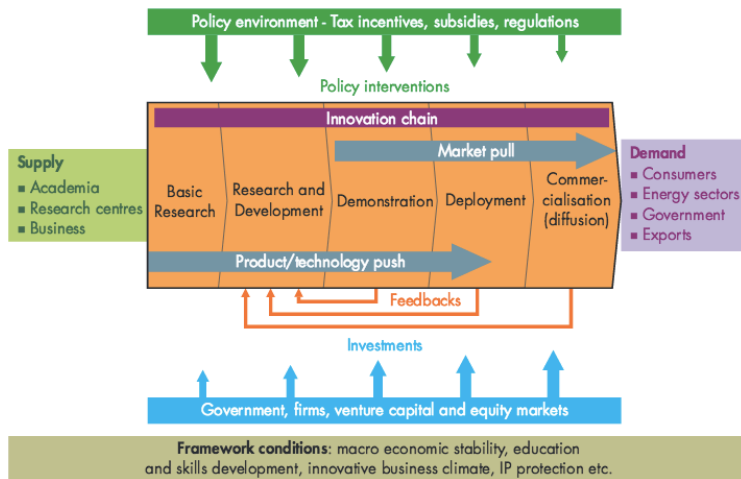 Policy environment - Tax incentives, subsidies, regulations
Policy interventions
Innovation chain
Market pull
Supply
▪ Academia
▪ Research centres
▪ Business
Basic
Research
Research and
Development
Demonstration
Deployment
Commer-
cialisation
(diffusion)
Demand
▪ Consumers
▪ Energy sectors
▪ Government
▪ Exports
Product/technology push
Feedbacks
Investments
Government, firms, venture capital and equity markets
Framework conditions: macro economic stability, education
and skills development, innovative business climate, IP protection etc.